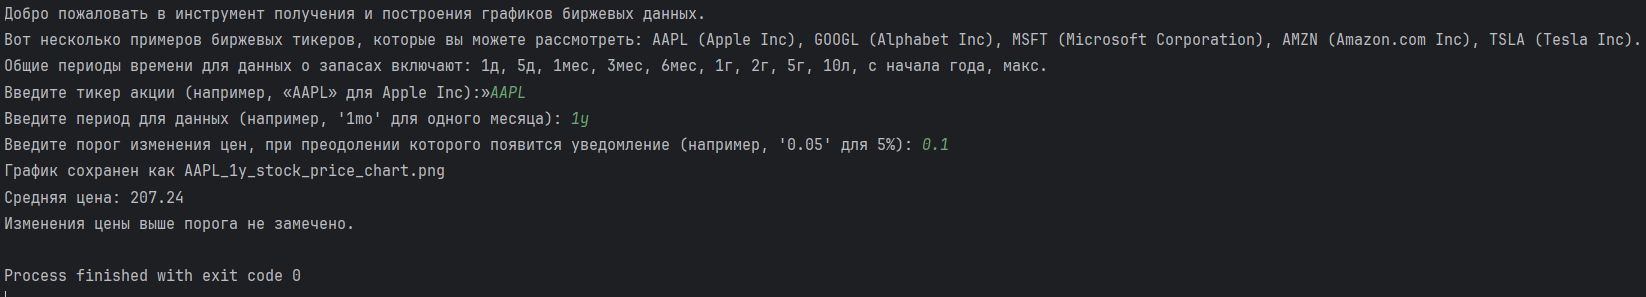 Добро пожаловать в инструмент получения и построения графиков биржевых данных.
Вот несколько примеров биржевых тикеров, которые вы можете рассмотреть: AAPL (Apple Inc), GOOGL (Alphabet Inc), MSFT (Microsoft Corporation), AMZN (Amazon.com Inc), TSLA (Tesla Inc).
Общие периоды времени для данных о запасах включают: 1д, 5д, 1мес, 3мес, 6мес, 1г, 2г, 5г, 10л, с начала года, макс.
Введите тикер акции (например, «AAPL» для Apple Inc):»AAPL
Введите период для данных (например, '1mo' для одного месяца): 1y
Введите порог изменения цен, при преодолении которого появится уведомление (например, '0.05' для 5%): 0.1
График сохранен как AAPL_1y_stock_price_chart.png
Средняя цена: 207.24
Изменения цены выше порога не замечено.
Process finished with exit code 0